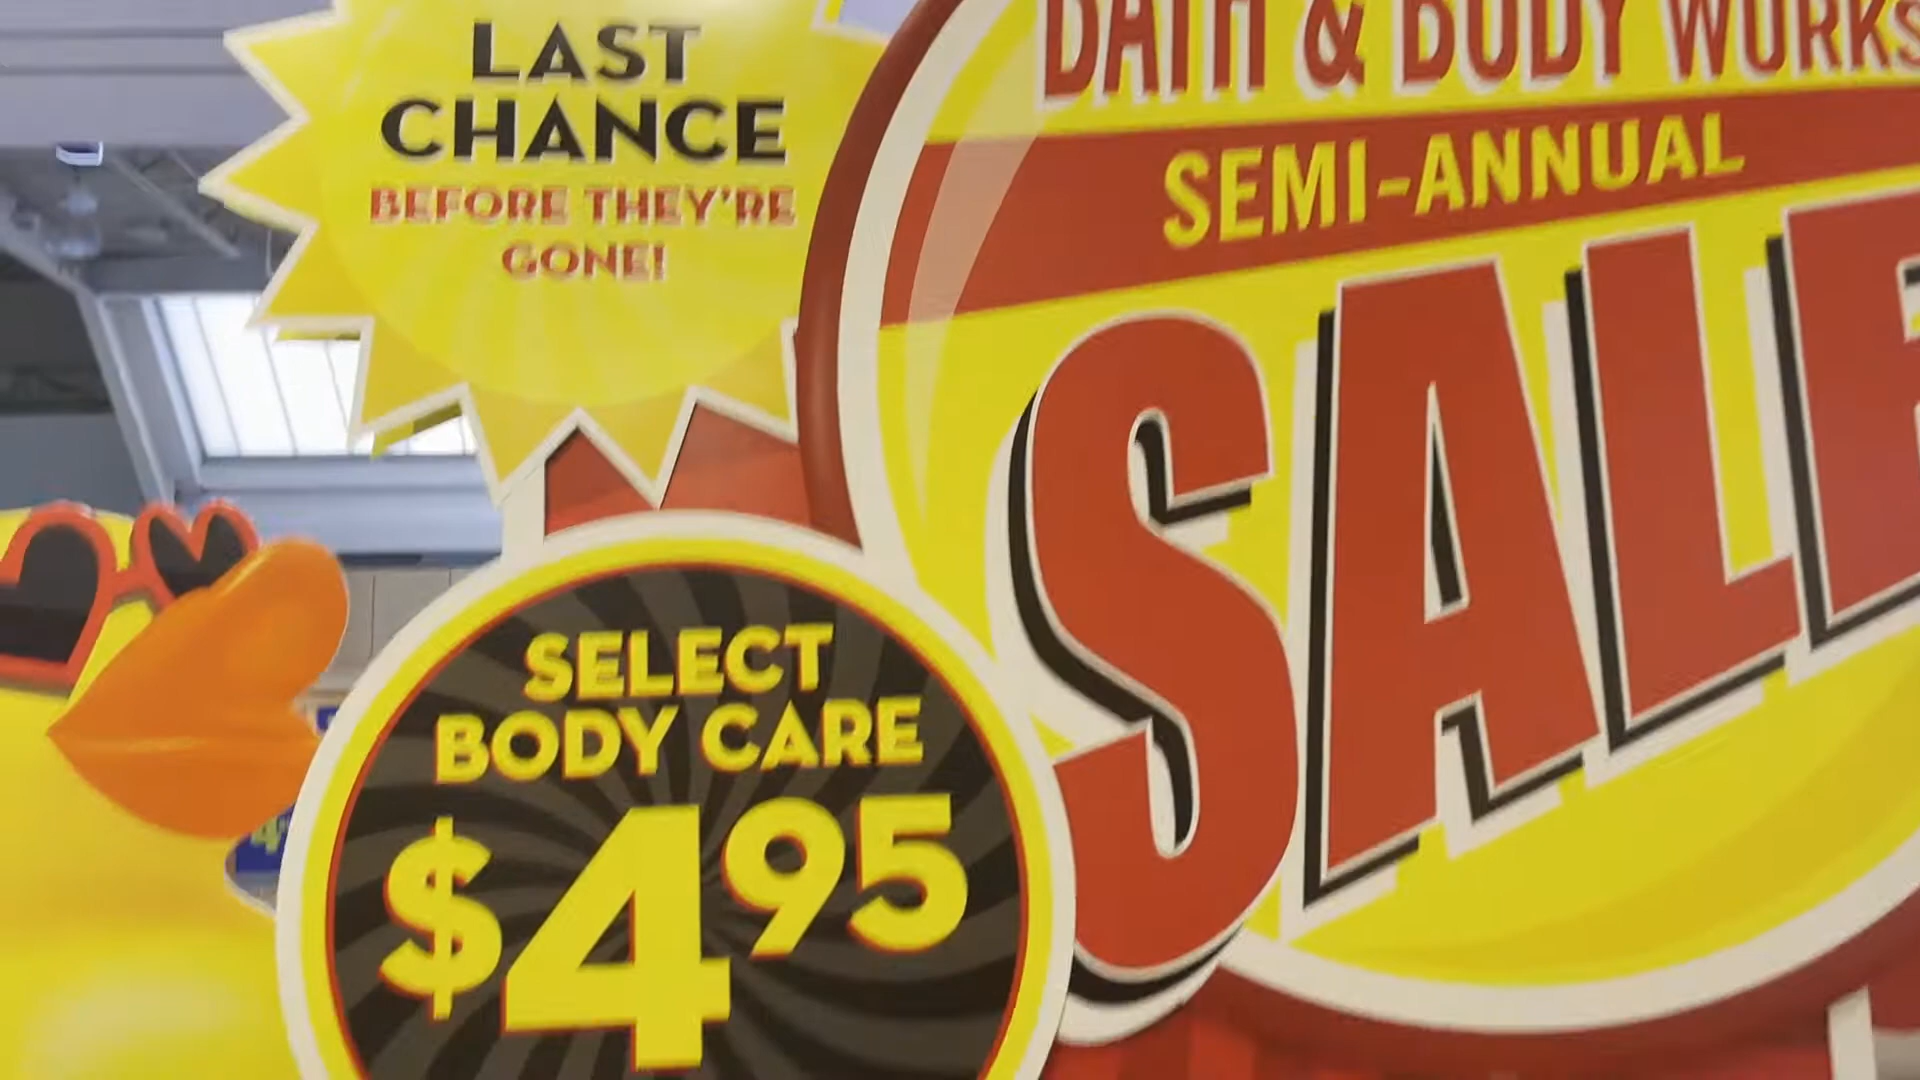 LAST
CHANCE
BEFORE THEY'RE
GONE!
BATH & BODY WORKS
SEMI-ANNUAL
SALE
SELECT
BODY CARE
$495